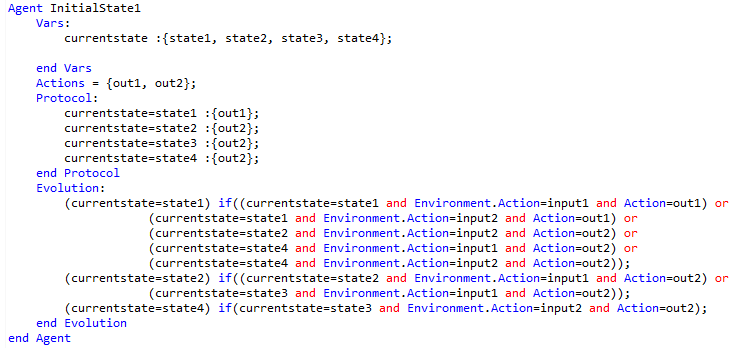 Agent InitialState1
Vars:
currentstate :{state1, state2, state3, state4};
end Vars
Actions = {out1, out2};
Protocol:
currentstate=state1 :{out1};
currentstate=state2 :{out2};
currentstate=state3 :{out2};
currentstate=state4 :{out2};
end Protocol
Evolution:
(currentstate=state1) if((currentstate=state1 and Environment.Action=input1 and Action=out1) or
(currentstate=state1 and Environment.Action=input2 and Action=out1) or
(currentstate=state2 and Environment.Action=input2 and Action=out2) or
(currentstate=state4 and Environment.Action=input1 and Action=out2) or
(currentstate=state4 and Environment.Action=input2 and Action=out2));
(currentstate=state2) if((currentstate=state2 and Environment.Action=input1 and Action=out2) or
(currentstate=state3 and Environment.Action=input1 and Action=out2));
(currentstate=state4) if(currentstate=state3 and Environment.Action=input2 and Action=out2);
end Evolution
end Agent